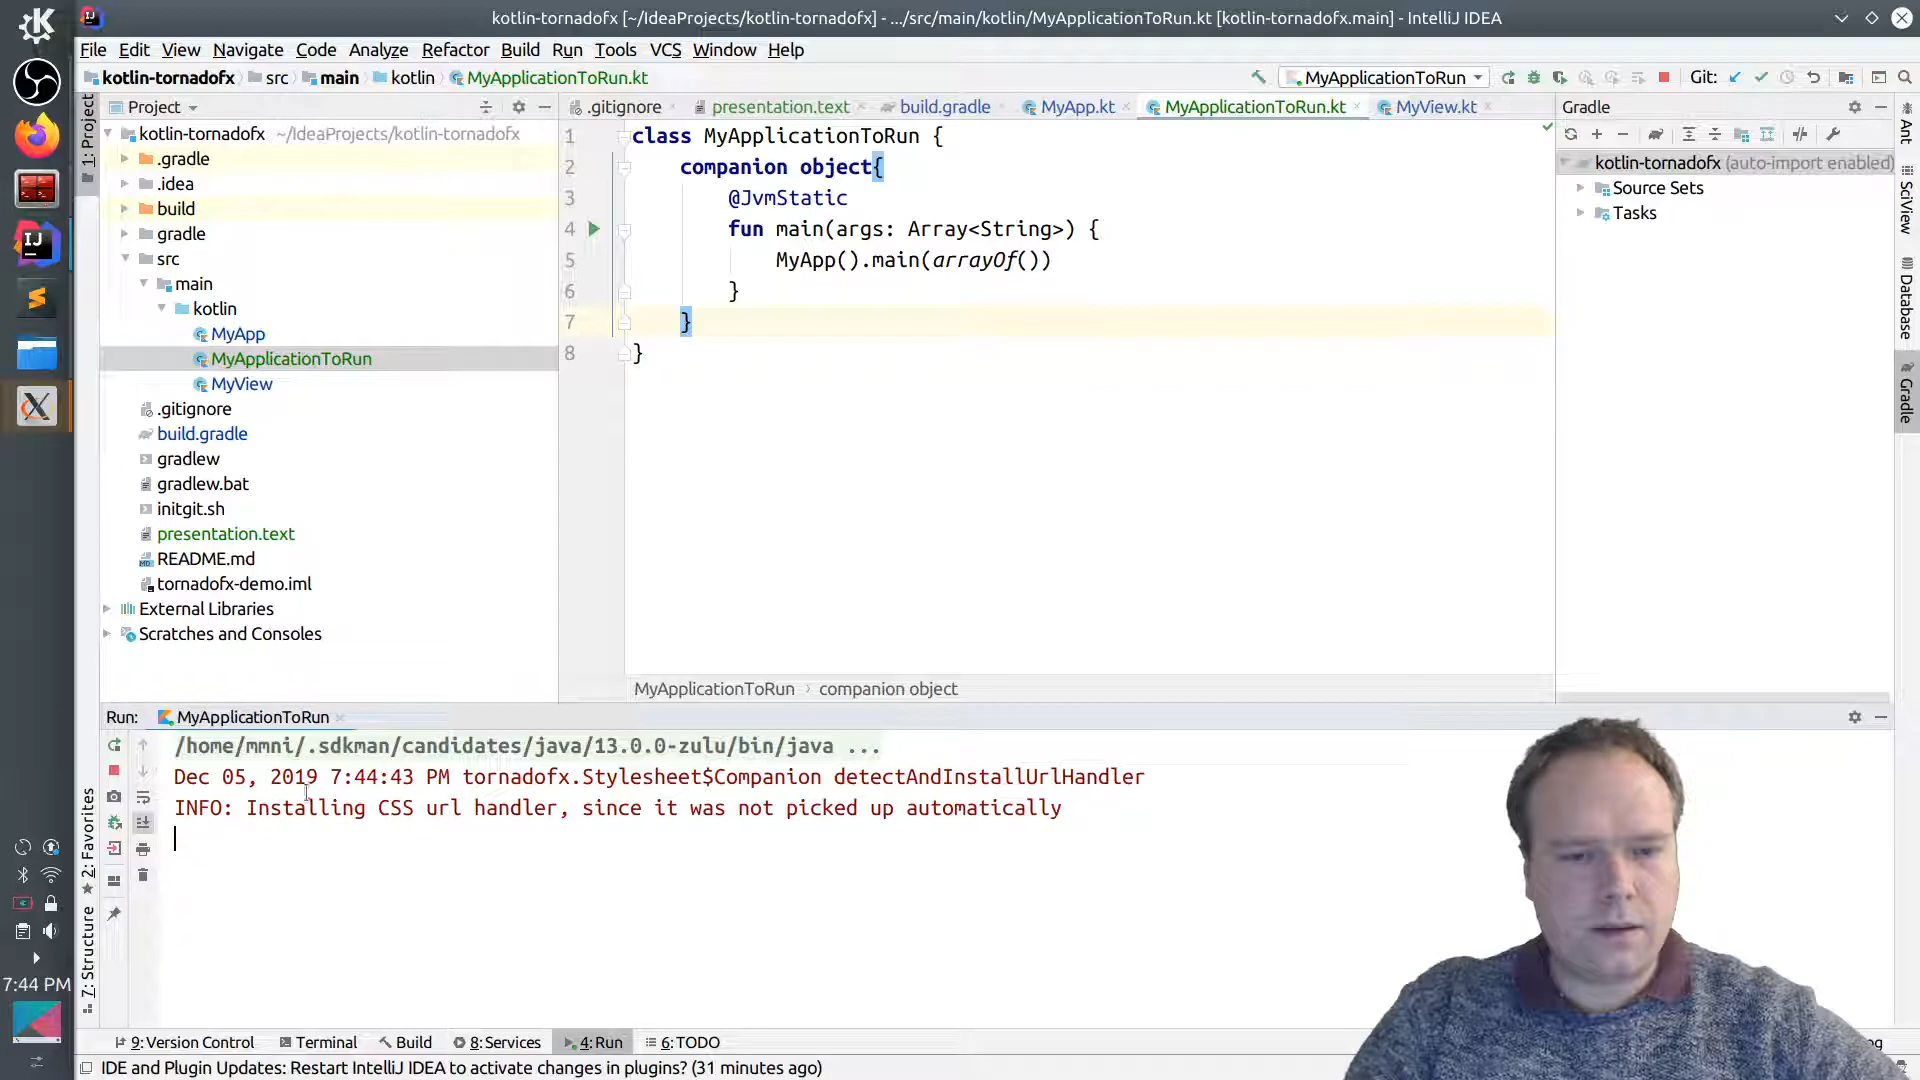 kotlin-tornadofx [~/IdeaProjects/kotlin-tornadofx] - .../src/main/kotlin/MyApplicationToRun.kt [kotlin-tornadofx.main] - IntelliJ IDEA
File Edit View Navigate Code Analyze Refactor Build Run Tools VCS Window Help
kotlin-tornadofx src main kotlin MyApplicationToRun.kt
MyApplicationToRun Git:
1: Project
Project
kotlin-tornadofx ~/IdeaProjects/kotlin-tornadofx
.gradle
.idea
build
gradle
src
main
kotlin
MyApp
MyApplicationToRun
MyView
.gitignore
build.gradle
gradlew
gradlew.bat
initgit.sh
presentation.text
README.md
tornadofx-demo.iml
External Libraries
Scratches and Consoles
.gitignore presentation.text build.gradle MyApp.kt MyApplicationToRun.kt MyView.kt
1 class MyApplicationToRun {
2 companion object{
3 @JvmStatic
4 fun main(args: Array<String>) {
5 MyApp().main(arrayOf())
6 }
7 }
8 }
MyApplicationToRun › companion object
Gradle
kotlin-tornadofx (auto-import enabled)
Source Sets
Tasks
Ant
SciView
Database
Gradle
Run: MyApplicationToRun
/home/mmni/.sdkman/candidates/java/13.0.0-zulu/bin/java ...
Dec 05, 2019 7:44:43 PM tornadofx.Stylesheet$Companion detectAndInstallUrlHandler
INFO: Installing CSS url handler, since it was not picked up automatically
2: Favorites
7: Structure
7:44 PM
9: Version Control Terminal Build 8: Services 4: Run 6: TODO
IDE and Plugin Updates: Restart IntelliJ IDEA to activate changes in plugins? (31 minutes ago)